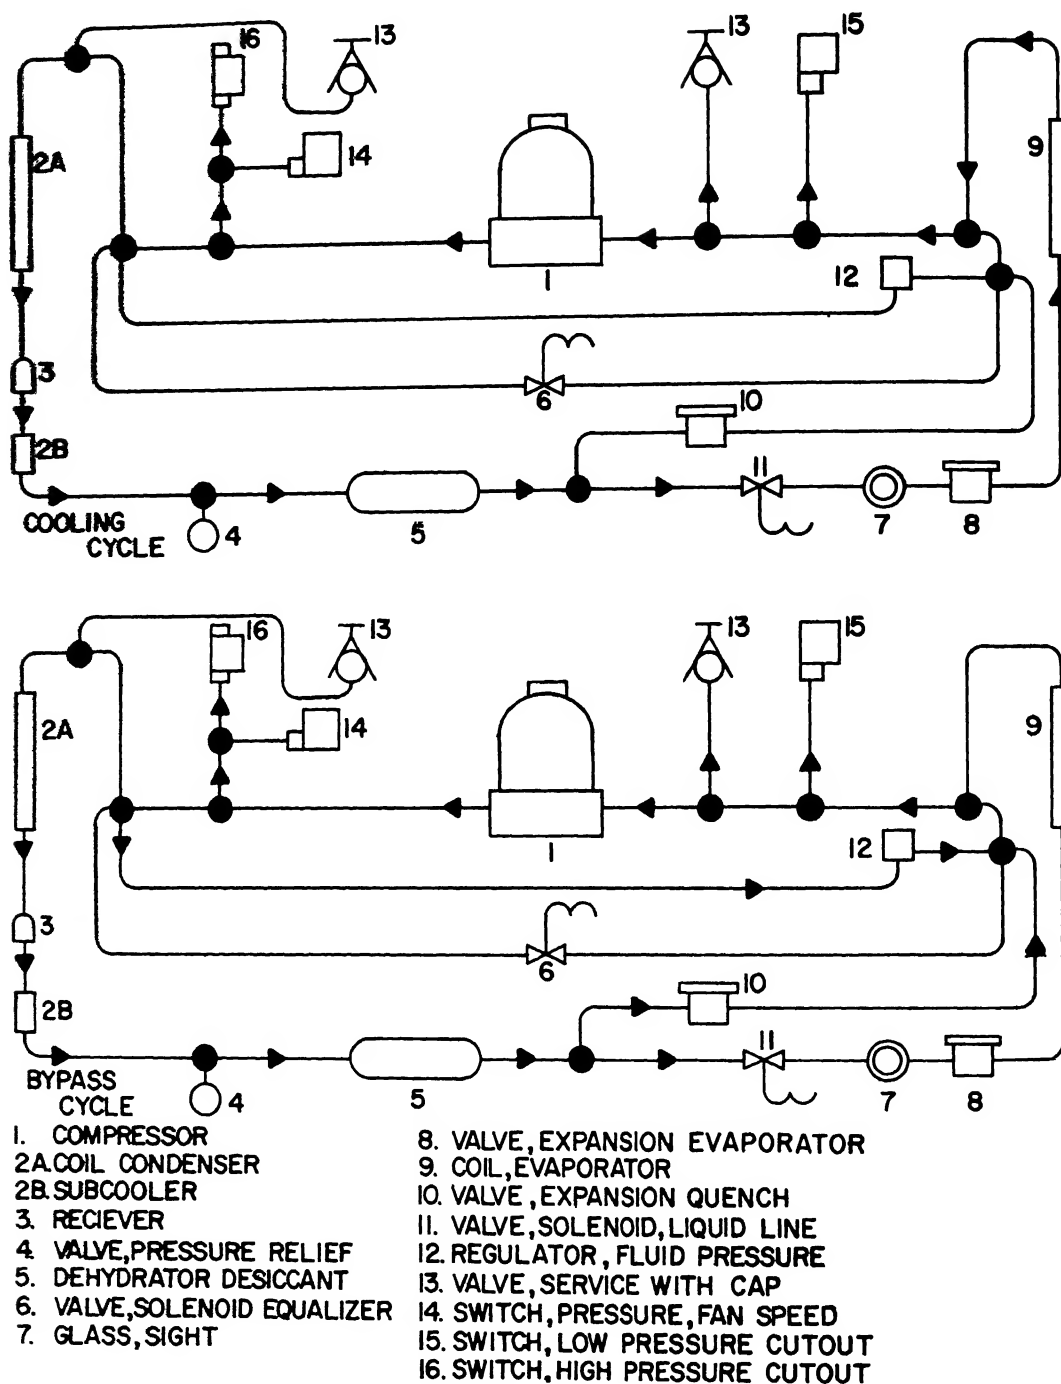 16
13
13
15
2A
14
9
12
1
3
6
10
2B
11
COOLING
CYCLE
4
5
7
8
16
13
13
15
2A
14
9
12
1
3
6
10
2B
11
BYPASS
CYCLE
4
5
7
8
1. COMPRESSOR
2A.COIL CONDENSER
2B.SUBCOOLER
3. RECIEVER
4. VALVE,PRESSURE RELIEF
5. DEHYDRATOR DESICCANT
6. VALVE,SOLENOID EQUALIZER
7. GLASS,SIGHT
8. VALVE,EXPANSION EVAPORATOR
9. COIL,EVAPORATOR
10. VALVE,EXPANSION QUENCH
11. VALVE,SOLENOID,LIQUID LINE
12. REGULATOR,FLUID PRESSURE
13. VALVE,SERVICE WITH CAP
14. SWITCH,PRESSURE,FAN SPEED
15. SWITCH,LOW PRESSURE CUTOUT
16. SWITCH,HIGH PRESSURE CUTOUT